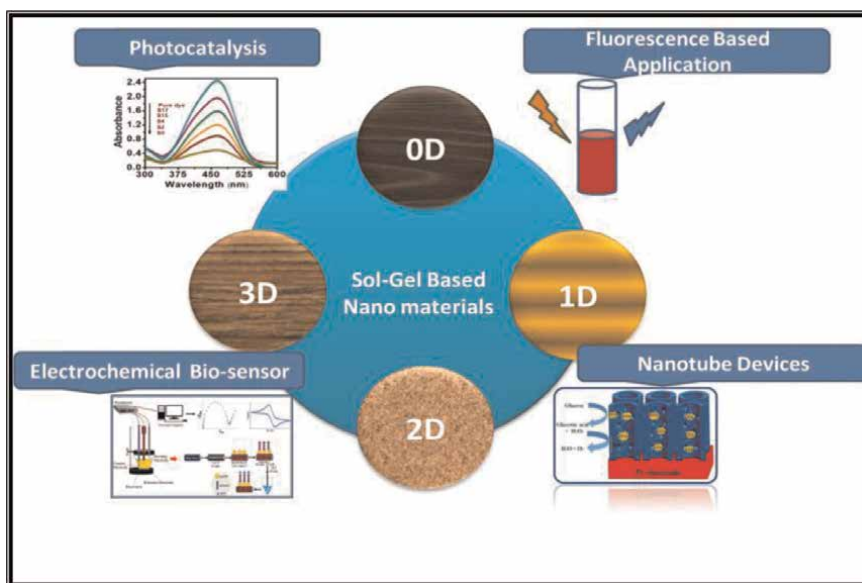 Photocatalysis
Fluorescence Based
Application
2.4
2.0
1.6
1.2
0.8
0.4
0.0
Absorbance
Pure dye
300 375 450 525 600
Wavelength (nm)
0D
3D
Sol-Gel Based
Nano materials
1D
2D
Electrochemical Bio-sensor
Nanotube Devices